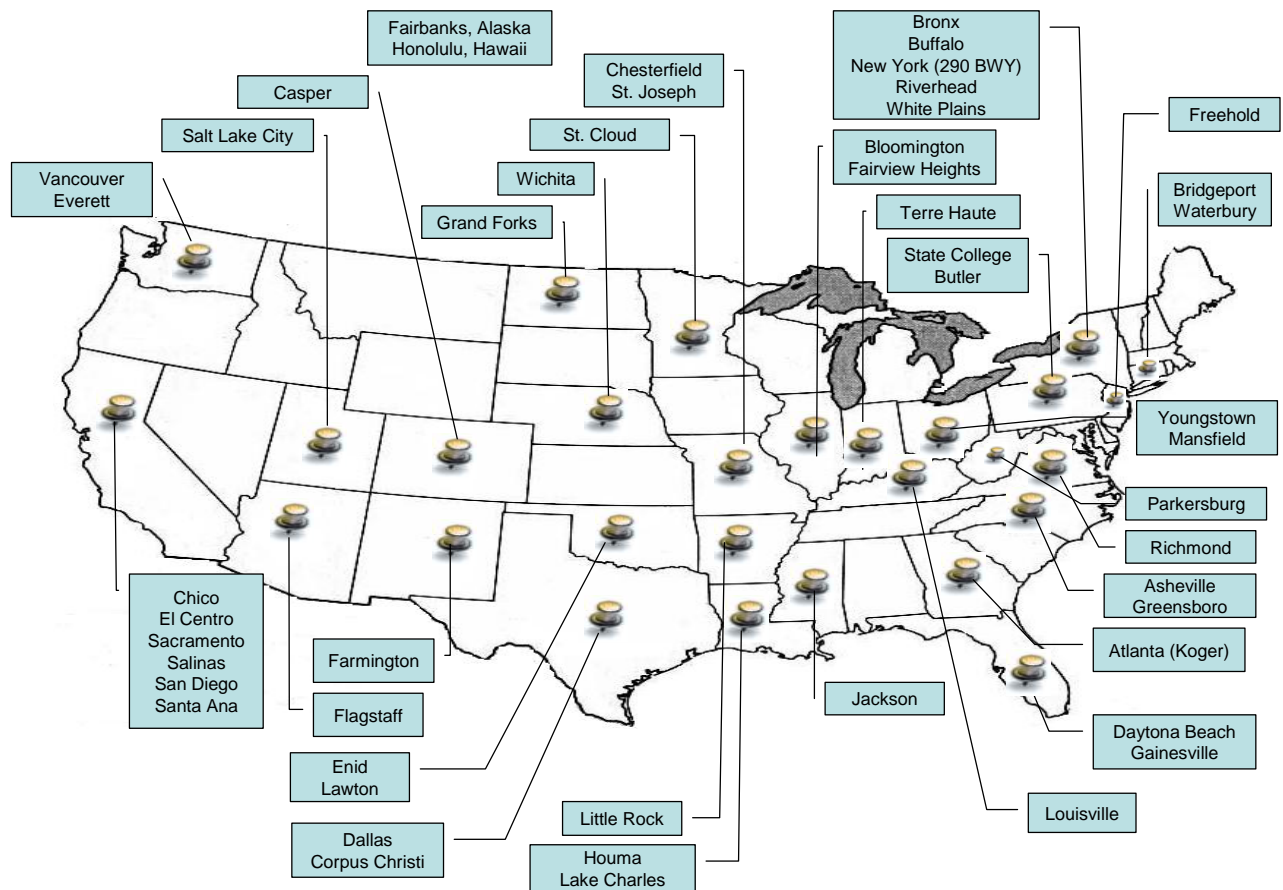 Fairbanks, Alaska
Honolulu, Hawaii
Bronx
Buffalo
New York (290 BWY)
Riverhead
White Plains
Chesterfield
St. Joseph
Casper
Freehold
Salt Lake City
St. Cloud
Bloomington
Fairview Heights
Vancouver
Everett
Wichita
Bridgeport
Waterbury
Grand Forks
Terre Haute
State College
Butler
Youngstown
Mansfield
Parkersburg
Richmond
Asheville
Greensboro
Atlanta (Koger)
Chico
El Centro
Sacramento
Salinas
San Diego
Santa Ana
Farmington
Flagstaff
Jackson
Daytona Beach
Gainesville
Enid
Lawton
Little Rock
Louisville
Dallas
Corpus Christi
Houma
Lake Charles